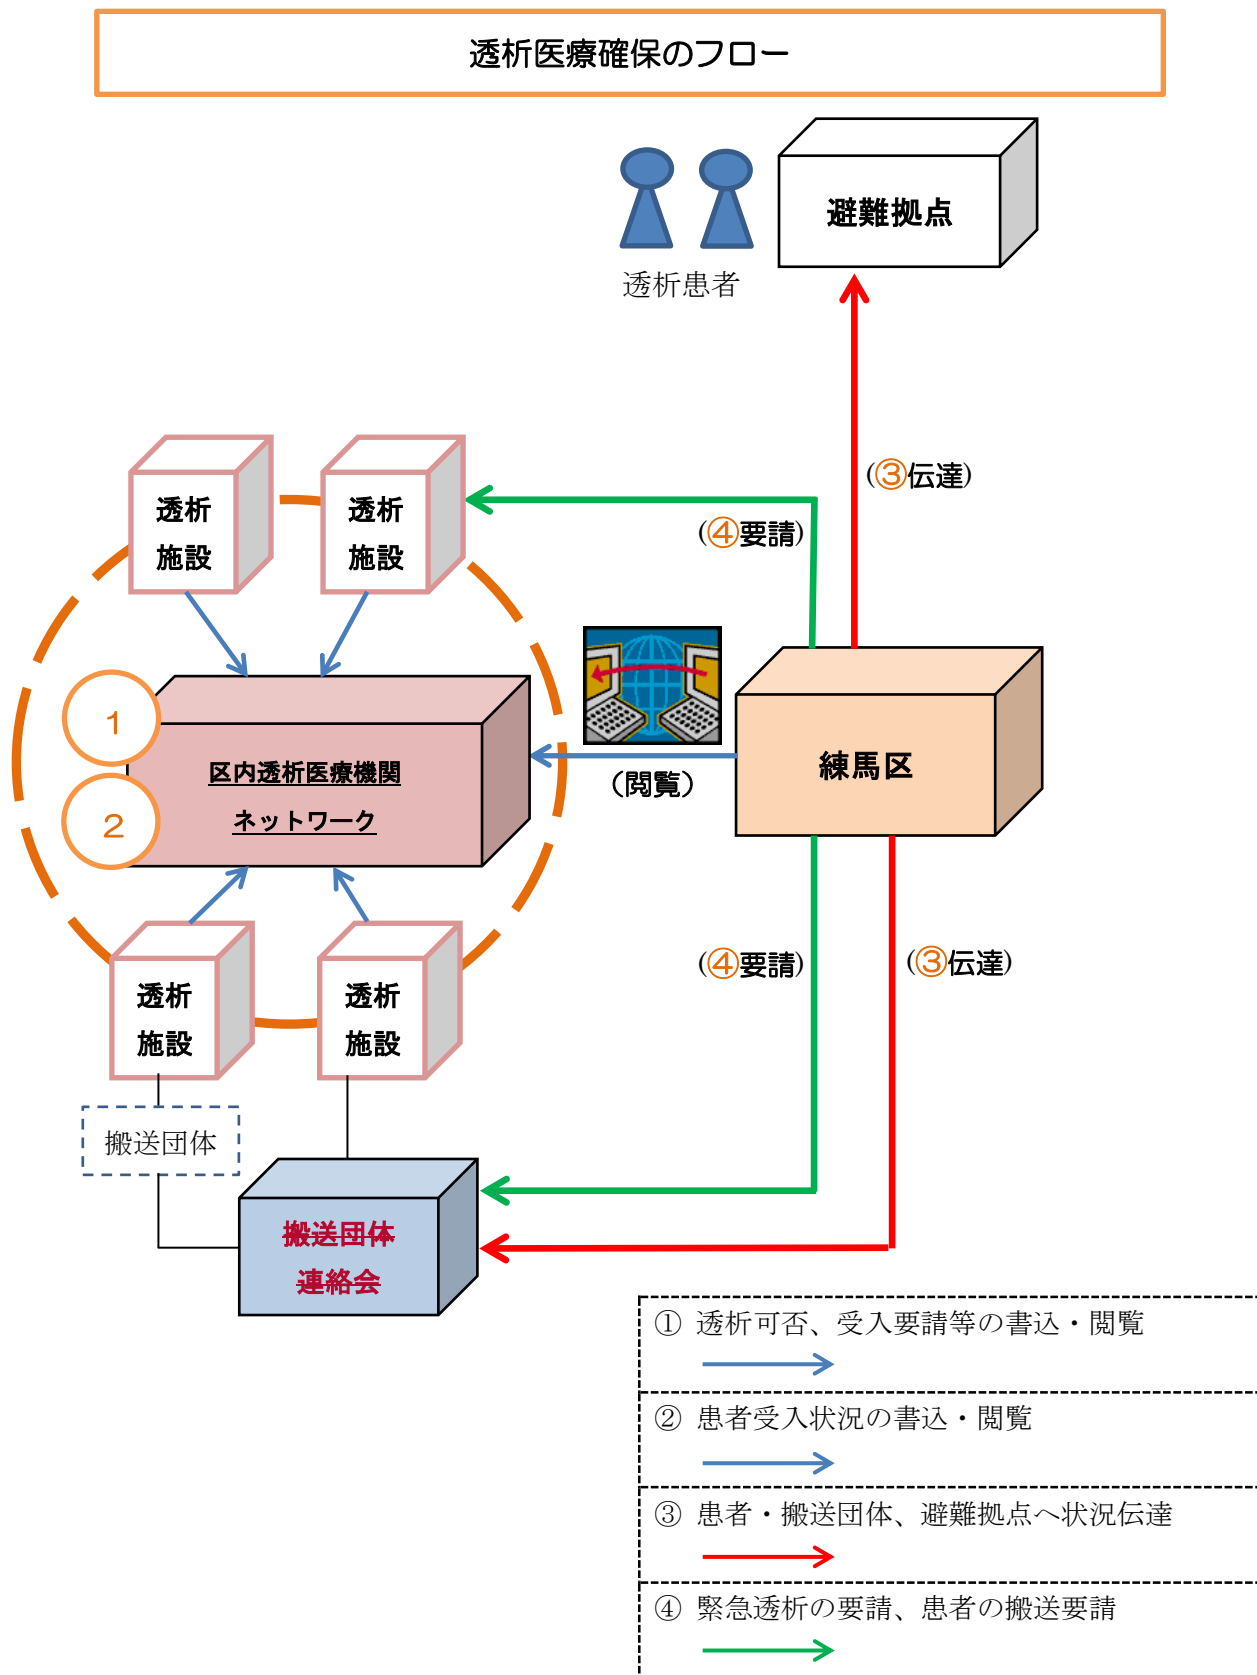 透析医療確保のフロー
避難拠点
透析患者
(③伝達)
透析
施設
透析
施設
(④要請)
1
2
区内透析医療機関
ネットワーク
(閲覧)
練馬区
(④要請)
(③伝達)
透析
施設
透析
施設
搬送団体
搬送団体
連絡会
① 透析可否、受入要請等の書込・閲覧
② 患者受入状況の書込・閲覧
③ 患者・搬送団体、避難拠点へ状況伝達
④ 緊急透析の要請、患者の搬送要請